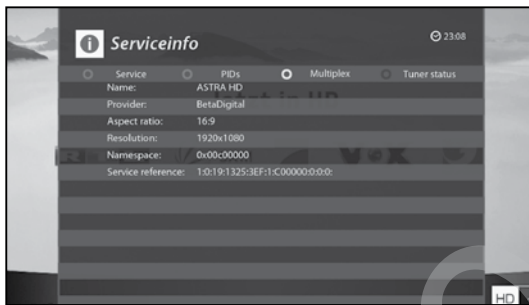 Serviceinfo
23:08
Service PIDs Multiplex Tuner status
Name: ASTRA HD
Provider: BetaDigital
Aspect ratio: 16:9
Resolution: 1920x1080
Namespace: 0x00c00000
Service reference: 1:0:19:1325:3EF:1:C00000:0:0:0:
HD